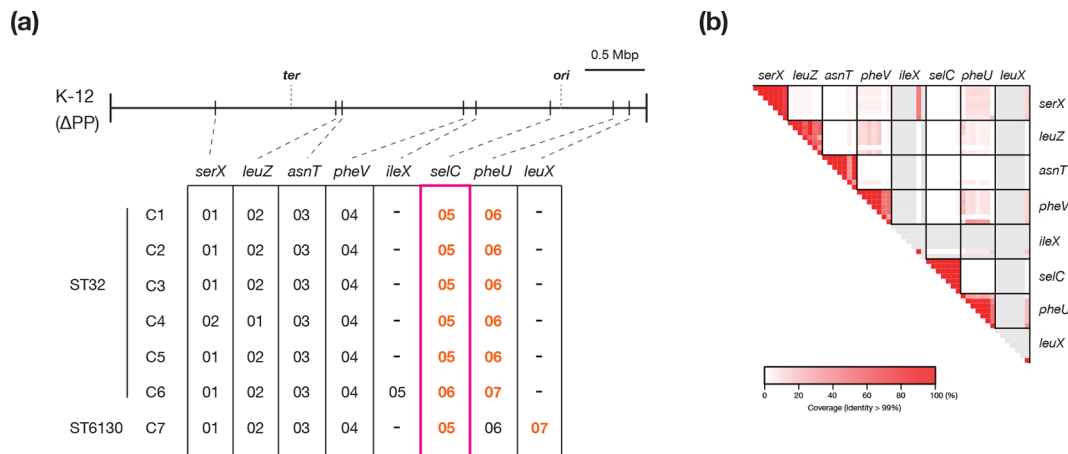 (a)
0.5 Mbp
ter
ori
K-12
(ΔPP)
serX leuZ asnT pheV ileX selC pheU leuX
C1 01 02 03 04 - 05 06 -
C2 01 02 03 04 - 05 06 -
C3 01 02 03 04 - 05 06 -
ST32
C4 02 01 03 04 - 05 06 -
C5 01 02 03 04 - 05 06 -
C6 01 02 03 04 05 06 07 -
ST6130 C7 01 02 03 04 - 05 06 07
(b)
serX leuZ asnT pheV ileX selC pheU leuX
serX
leuZ
asnT
pheV
ileX
selC
pheU
leuX
0 20 40 60 80 100 (%)
Coverage (Identity > 99%)